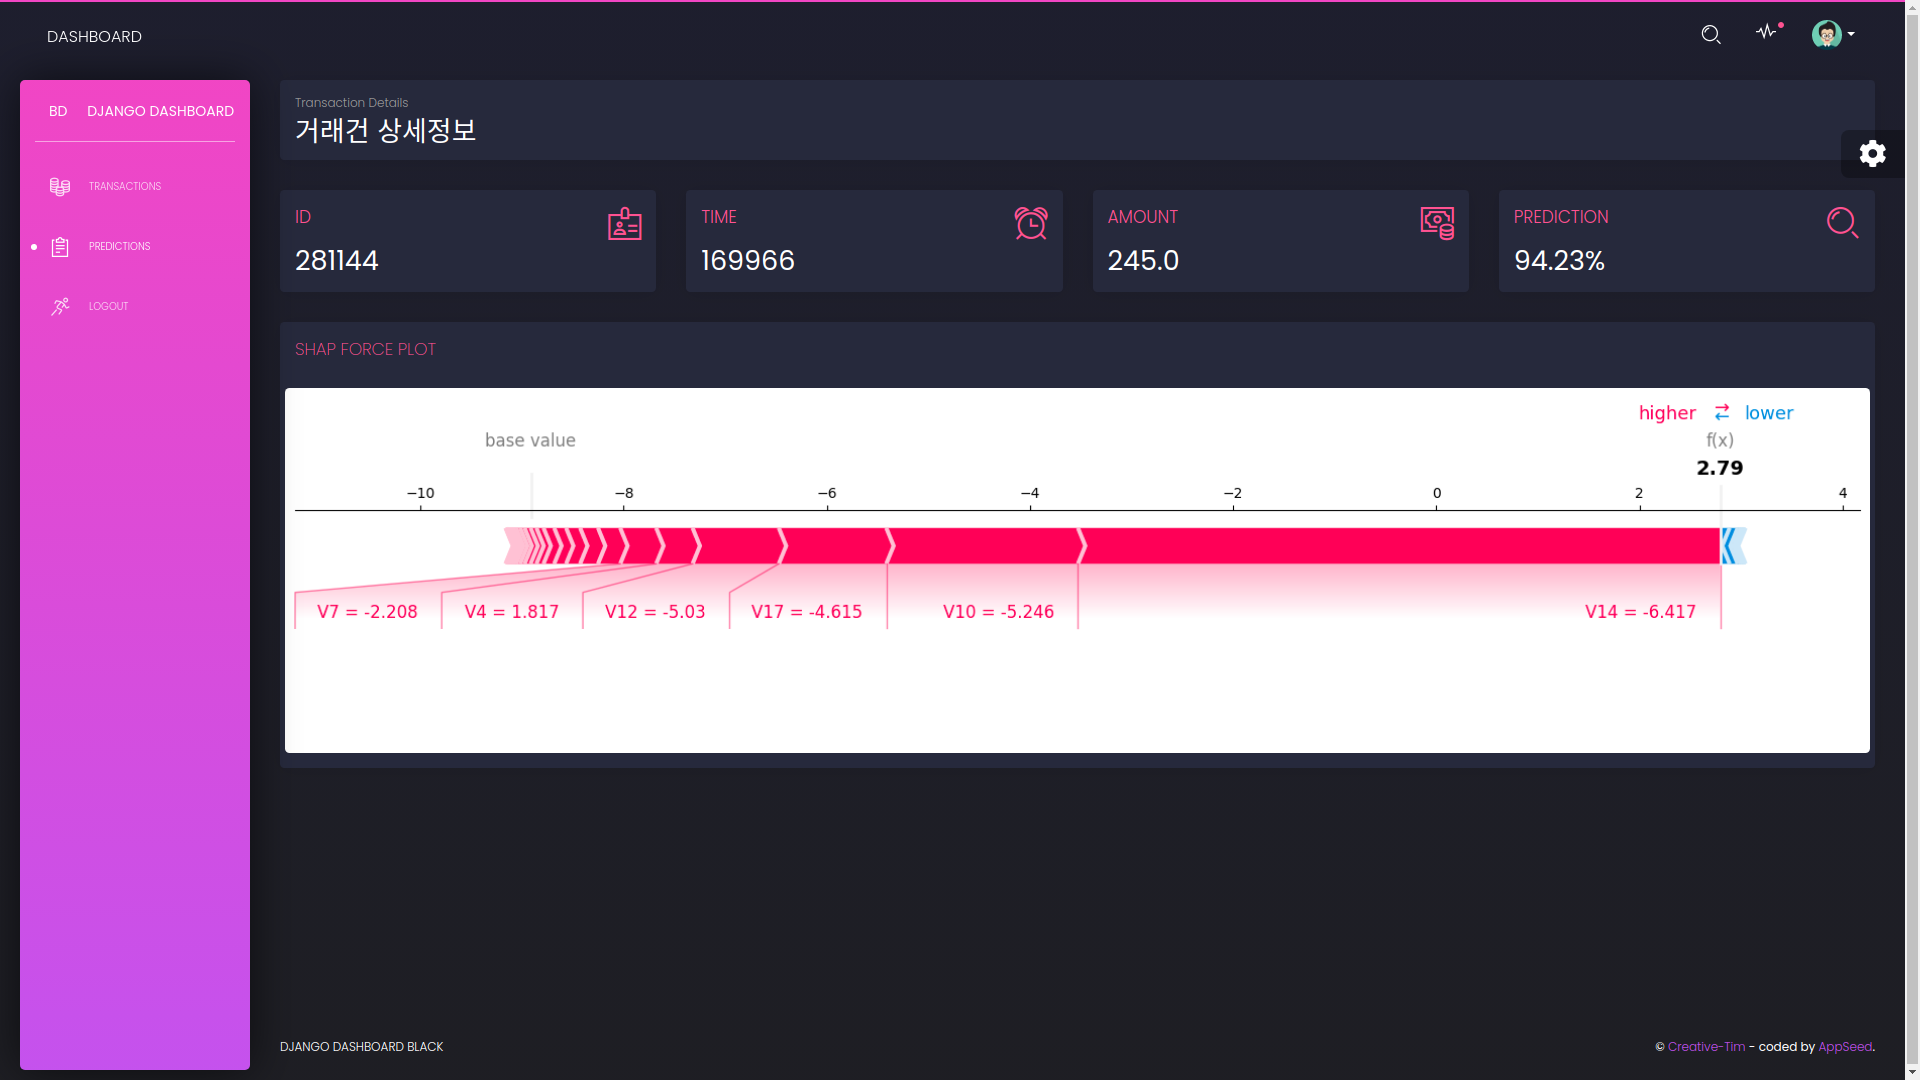 DASHBOARD
BD DJANGO DASHBOARD
TRANSACTIONS
PREDICTIONS
LOGOUT
Transaction Details
거래건 상세정보
ID
281144
TIME
169966
AMOUNT
245.0
PREDICTION
94.23%
SHAP FORCE PLOT
higher ⇄ lower
base value f(x)
2.79
−10 −8 −6 −4 −2 0 2 4
V7 = -2.208 V4 = 1.817 V12 = -5.03 V17 = -4.615 V10 = -5.246 V14 = -6.417
DJANGO DASHBOARD BLACK
© Creative-Tim - coded by AppSeed.